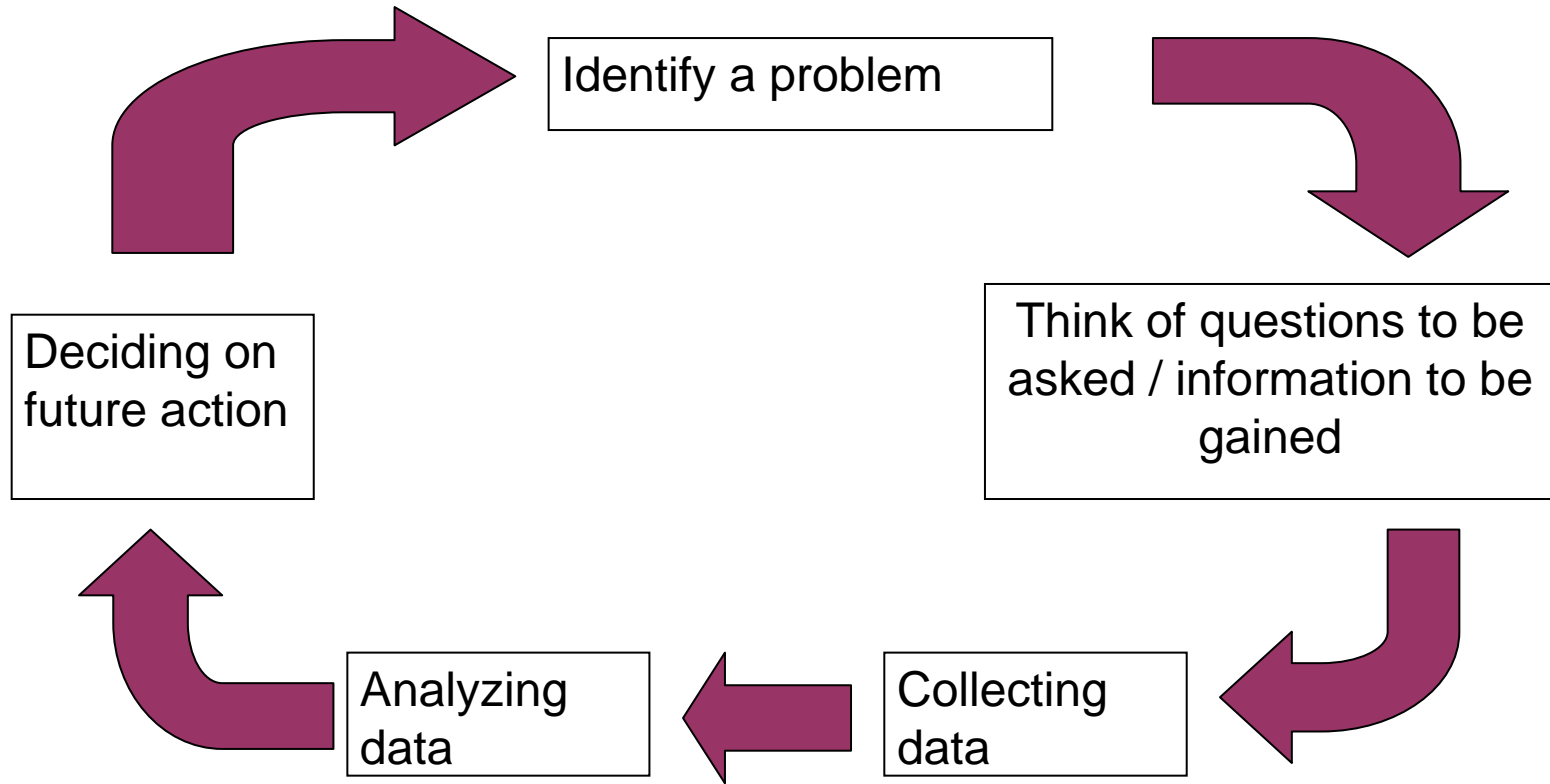 Identify a problem
Think of questions to be
asked / information to be
gained
Collecting
data
Analyzing
data
Deciding on
future action